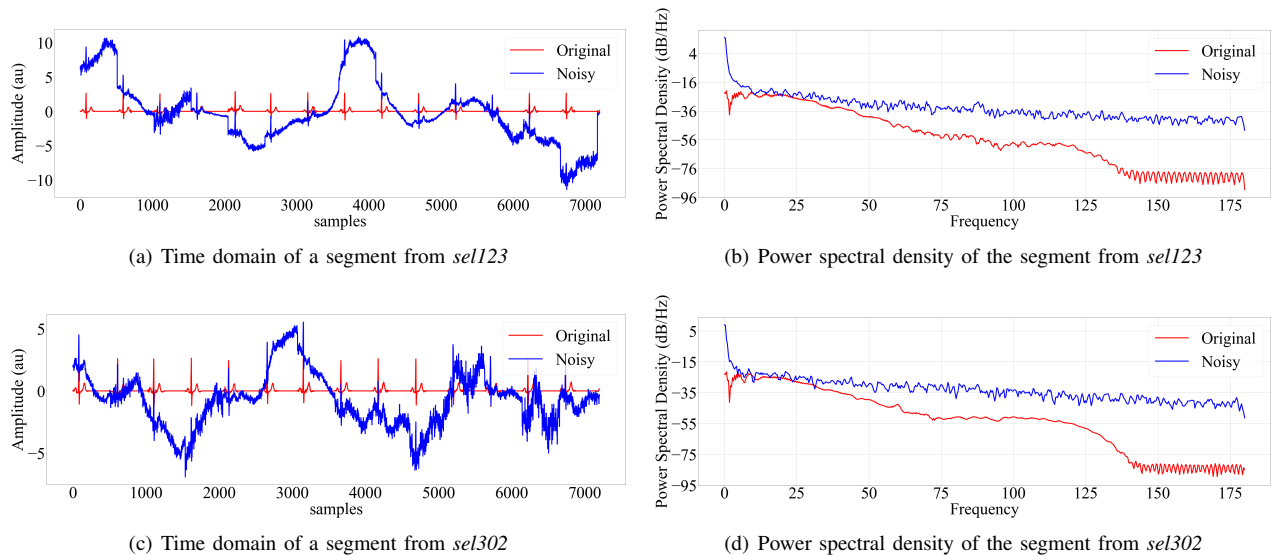 10
5
0
−5
−10
Amplitude (au)
Original
Noisy
0 1000 2000 3000 4000 5000 6000 7000
samples
(a) Time domain of a segment from sel123
4
−16
−36
−56
−76
−96
Power Spectral Density (dB/Hz)
Original
Noisy
0 25 50 75 100 125 150 175
Frequency
(b) Power spectral density of the segment from sel123
5
0
−5
Amplitude (au)
Original
Noisy
0 1000 2000 3000 4000 5000 6000 7000
samples
(c) Time domain of a segment from sel302
5
−15
−35
−55
−75
−95
Power Spectral Density (dB/Hz)
Original
Noisy
0 25 50 75 100 125 150 175
Frequency
(d) Power spectral density of the segment from sel302